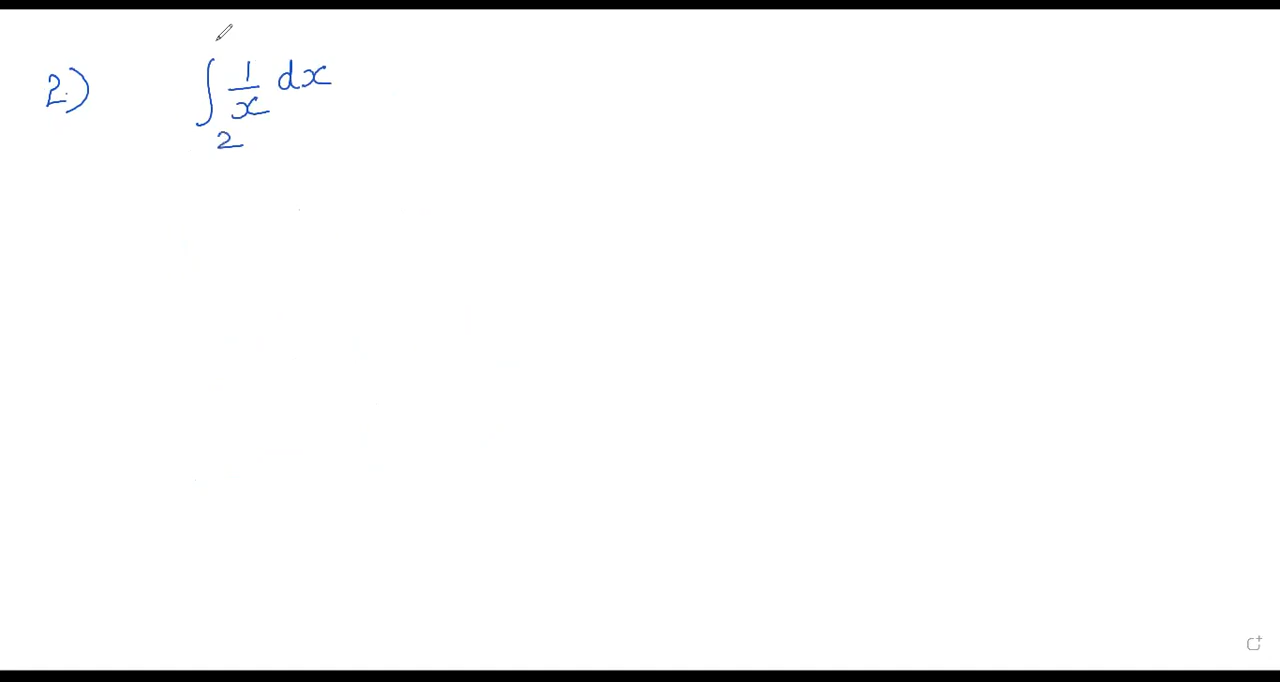 2.) ∫₂ 1/x dx